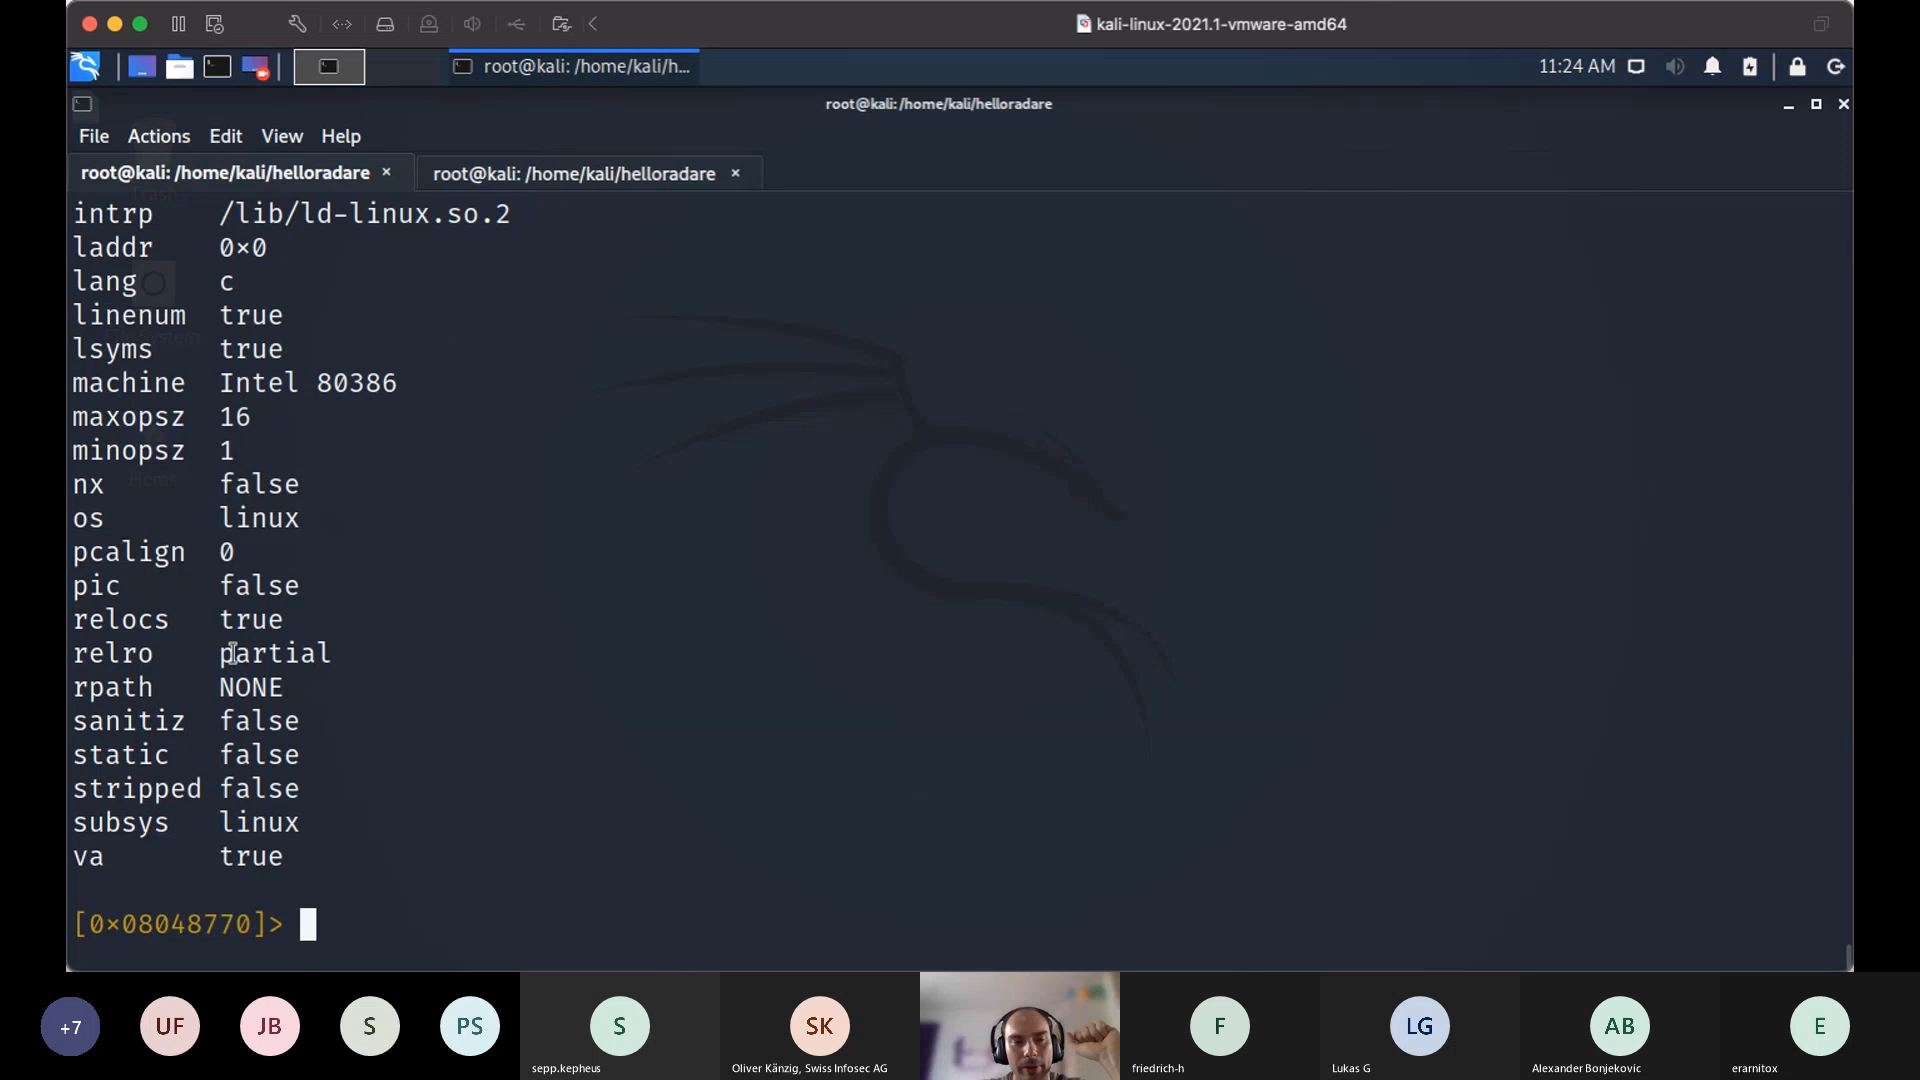 kali-linux-2021.1-vmware-amd64
root@kali: /home/kali/h...
11:24 AM
root@kali: /home/kali/helloradare
File Actions Edit View Help
root@kali: /home/kali/helloradare ×
root@kali: /home/kali/helloradare ×
intrp /lib/ld-linux.so.2
laddr 0×0
lang c
linenum true
lsyms true
machine Intel 80386
maxopsz 16
minopsz 1
nx false
os linux
pcalign 0
pic false
relocs true
relro partial
rpath NONE
sanitiz false
static false
stripped false
subsys linux
va true
[0×08048770]>
+7
UF
JB
S
PS
S
SK
F
LG
AB
E
sepp.kepheus
Oliver Känzig, Swiss Infosec AG
friedrich-h
Lukas G
Alexander Bonjekovic
erarnitox